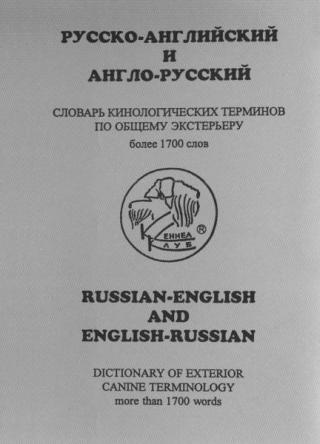 РУССКО-АНГЛИЙСКИЙ
И
АНГЛО-РУССКИЙ
СЛОВАРЬ КИНОЛОГИЧЕСКИХ ТЕРМИНОВ
ПО ОБЩЕМУ ЭКСТЕРЬЕРУ
более 1700 слов
КЕННЕЛ
КЛУБ
®
RUSSIAN-ENGLISH
AND
ENGLISH-RUSSIAN
DICTIONARY OF EXTERIOR
CANINE TERMINOLOGY
more than 1700 words